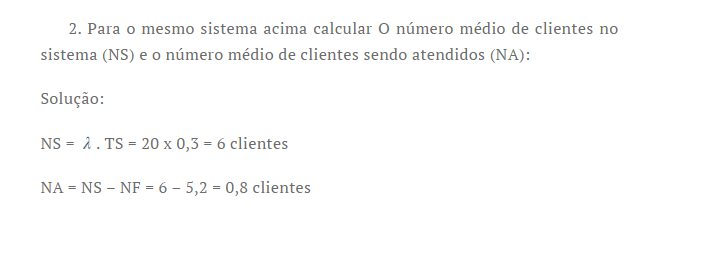 2. Para o mesmo sistema acima calcular O número médio de clientes no
sistema (NS) e o número médio de clientes sendo atendidos (NA):
Solução:
NS = λ . TS = 20 x 0,3 = 6 clientes
NA = NS – NF = 6 – 5,2 = 0,8 clientes